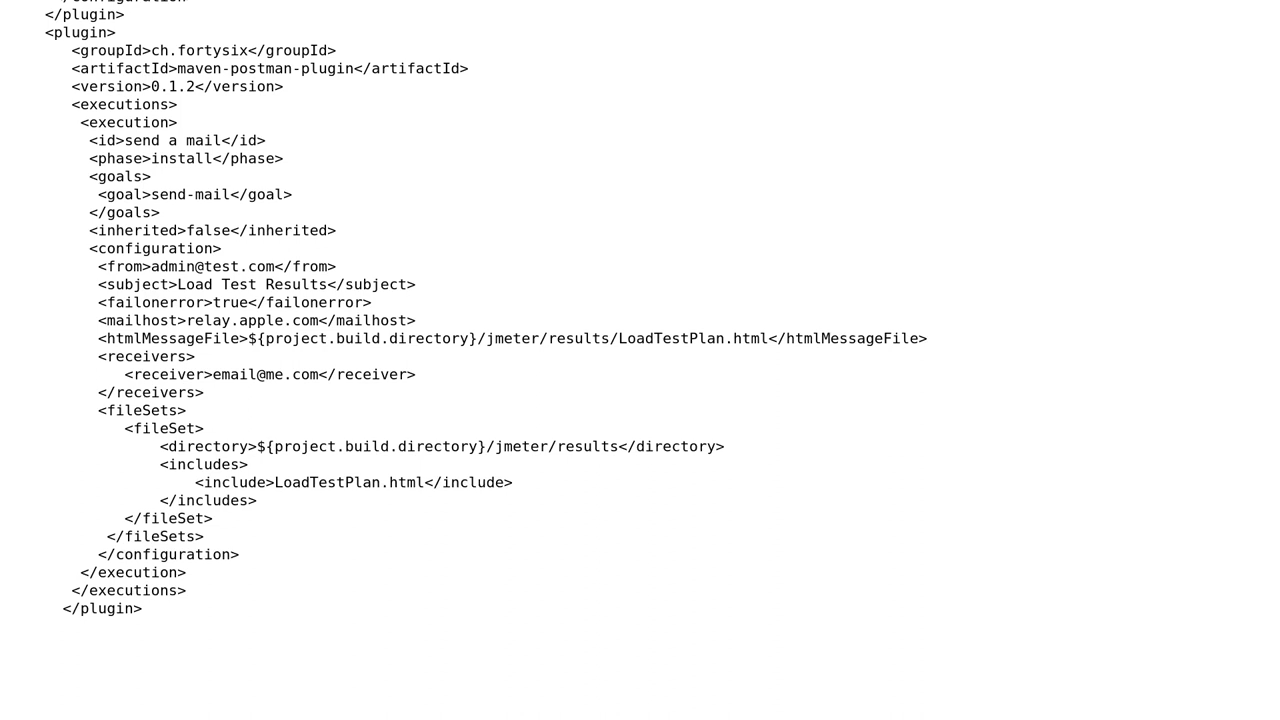 </configuration>
</plugin>
<plugin>
<groupId>ch.fortysix</groupId>
<artifactId>maven-postman-plugin</artifactId>
<version>0.1.2</version>
<executions>
<execution>
<id>send a mail</id>
<phase>install</phase>
<goals>
<goal>send-mail</goal>
</goals>
<inherited>false</inherited>
<configuration>
<from>admin@test.com</from>
<subject>Load Test Results</subject>
<failonerror>true</failonerror>
<mailhost>relay.apple.com</mailhost>
<htmlMessageFile>${project.build.directory}/jmeter/results/LoadTestPlan.html</htmlMessageFile>
<receivers>
<receiver>email@me.com</receiver>
</receivers>
<fileSets>
<fileSet>
<directory>${project.build.directory}/jmeter/results</directory>
<includes>
<include>LoadTestPlan.html</include>
</includes>
</fileSet>
</fileSets>
</configuration>
</execution>
</executions>
</plugin>